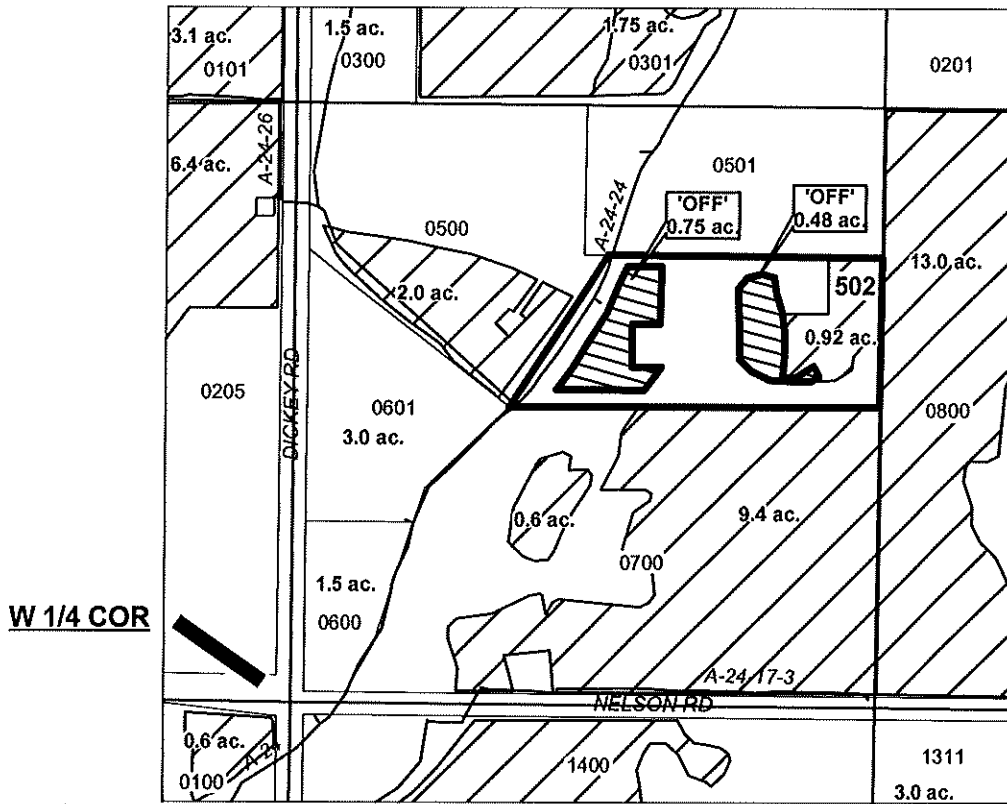 3.1 ac.
0101
1.5 ac.
0300
1.75 ac.
0301
0201
A-24-26
6.4 ac.
0500
A-24-24
0501
'OFF'
0.75 ac.
'OFF'
0.48 ac.
13.0 ac.
502
2.0 ac.
0.92 ac.
0205
DICKEY RD
0601
3.0 ac.
0800
0.6 ac.
9.4 ac.
0700
1.5 ac.
0600
W 1/4 COR
A-24-17-3
NELSON RD
0.6 ac.
A-24
0100
1400
1311
3.0 ac.